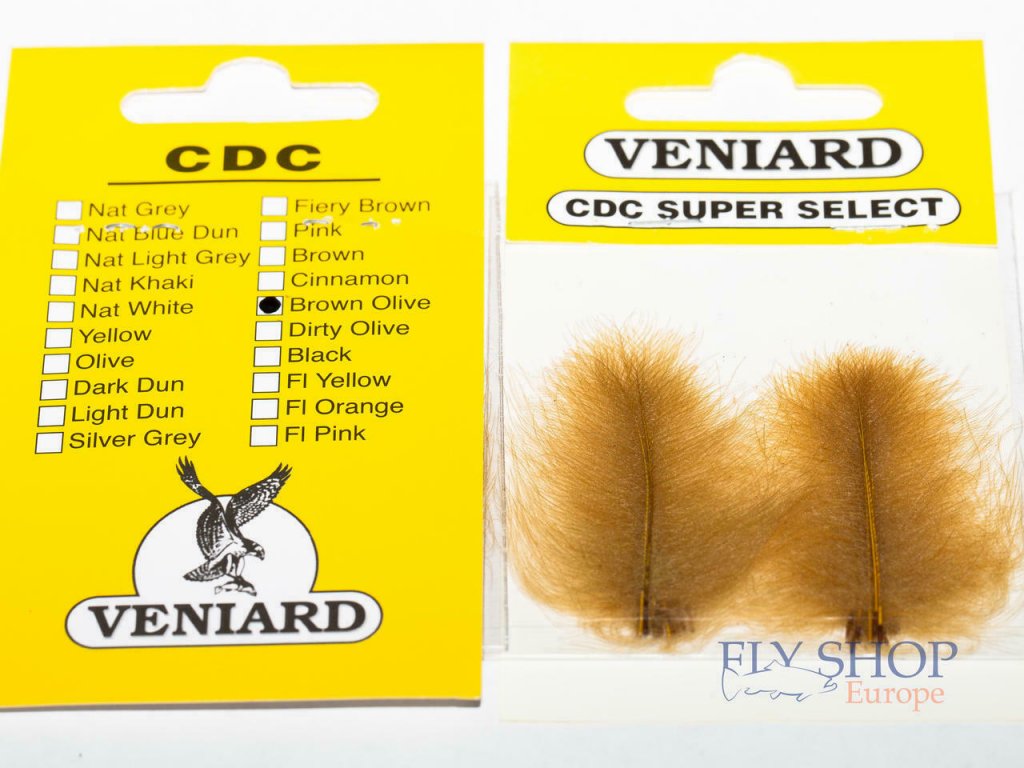 CDC
Nat Grey
Nat Blue Dun
Nat Light Grey
Nat Khaki
Nat White
Yellow
Olive
Dark Dun
Light Dun
Silver Grey
Fiery Brown
Pink
Brown
Cinnamon
Brown Olive
Dirty Olive
Black
Fl Yellow
Fl Orange
Fl Pink
VENIARD
VENIARD
CDC SUPER SELECT
FLY SHOP
Europe